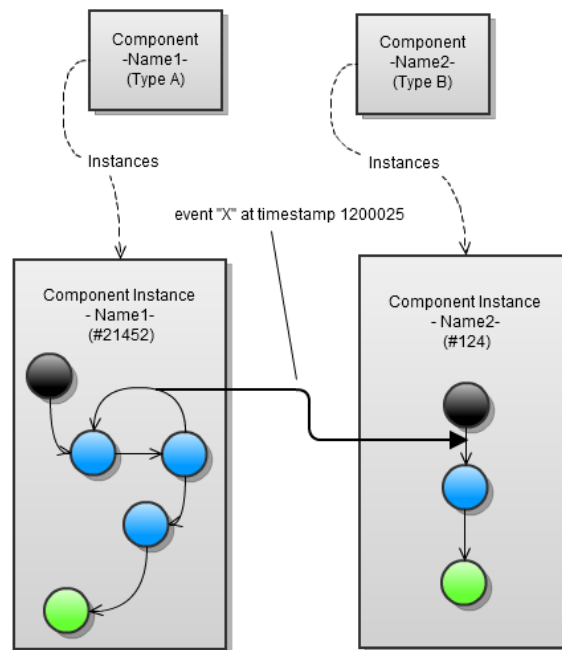 Component
-Name1-
(Type A)
Component
-Name2-
(Type B)
Instances
Instances
event "X" at timestamp 1200025
Component Instance
- Name1-
(#21452)
Component Instance
- Name2-
(#124)